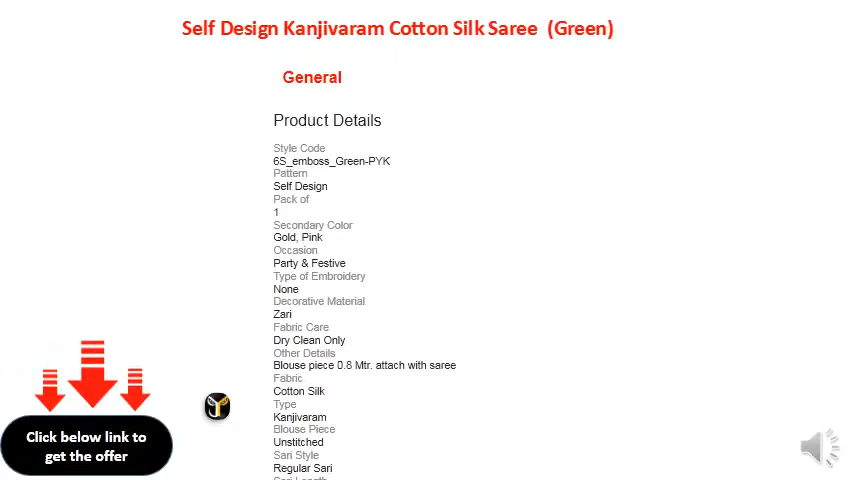 Self Design Kanjivaram Cotton Silk Saree (Green)
General
Product Details
Style Code
6S_emboss_Green-PYK
Pattern
Self Design
Pack of
1
Secondary Color
Gold, Pink
Occasion
Party & Festive
Type of Embroidery
None
Decorative Material
Zari
Fabric Care
Dry Clean Only
Other Details
Blouse piece 0.8 Mtr. attach with saree
Fabric
Cotton Silk
Type
Kanjivaram
Blouse Piece
Unstitched
Sari Style
Regular Sari
Sari Length
Click below link to
get the offer